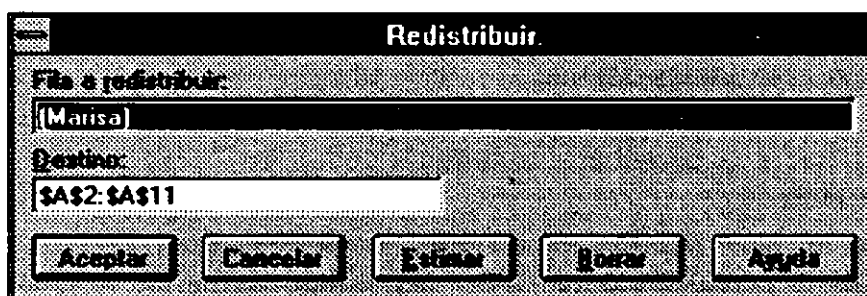 Redistribuir
Fila a redistribuir:
[Marisa]
Destino:
$A$2:$A$11
Aceptar Cancelar Estimar Borrar Ayuda